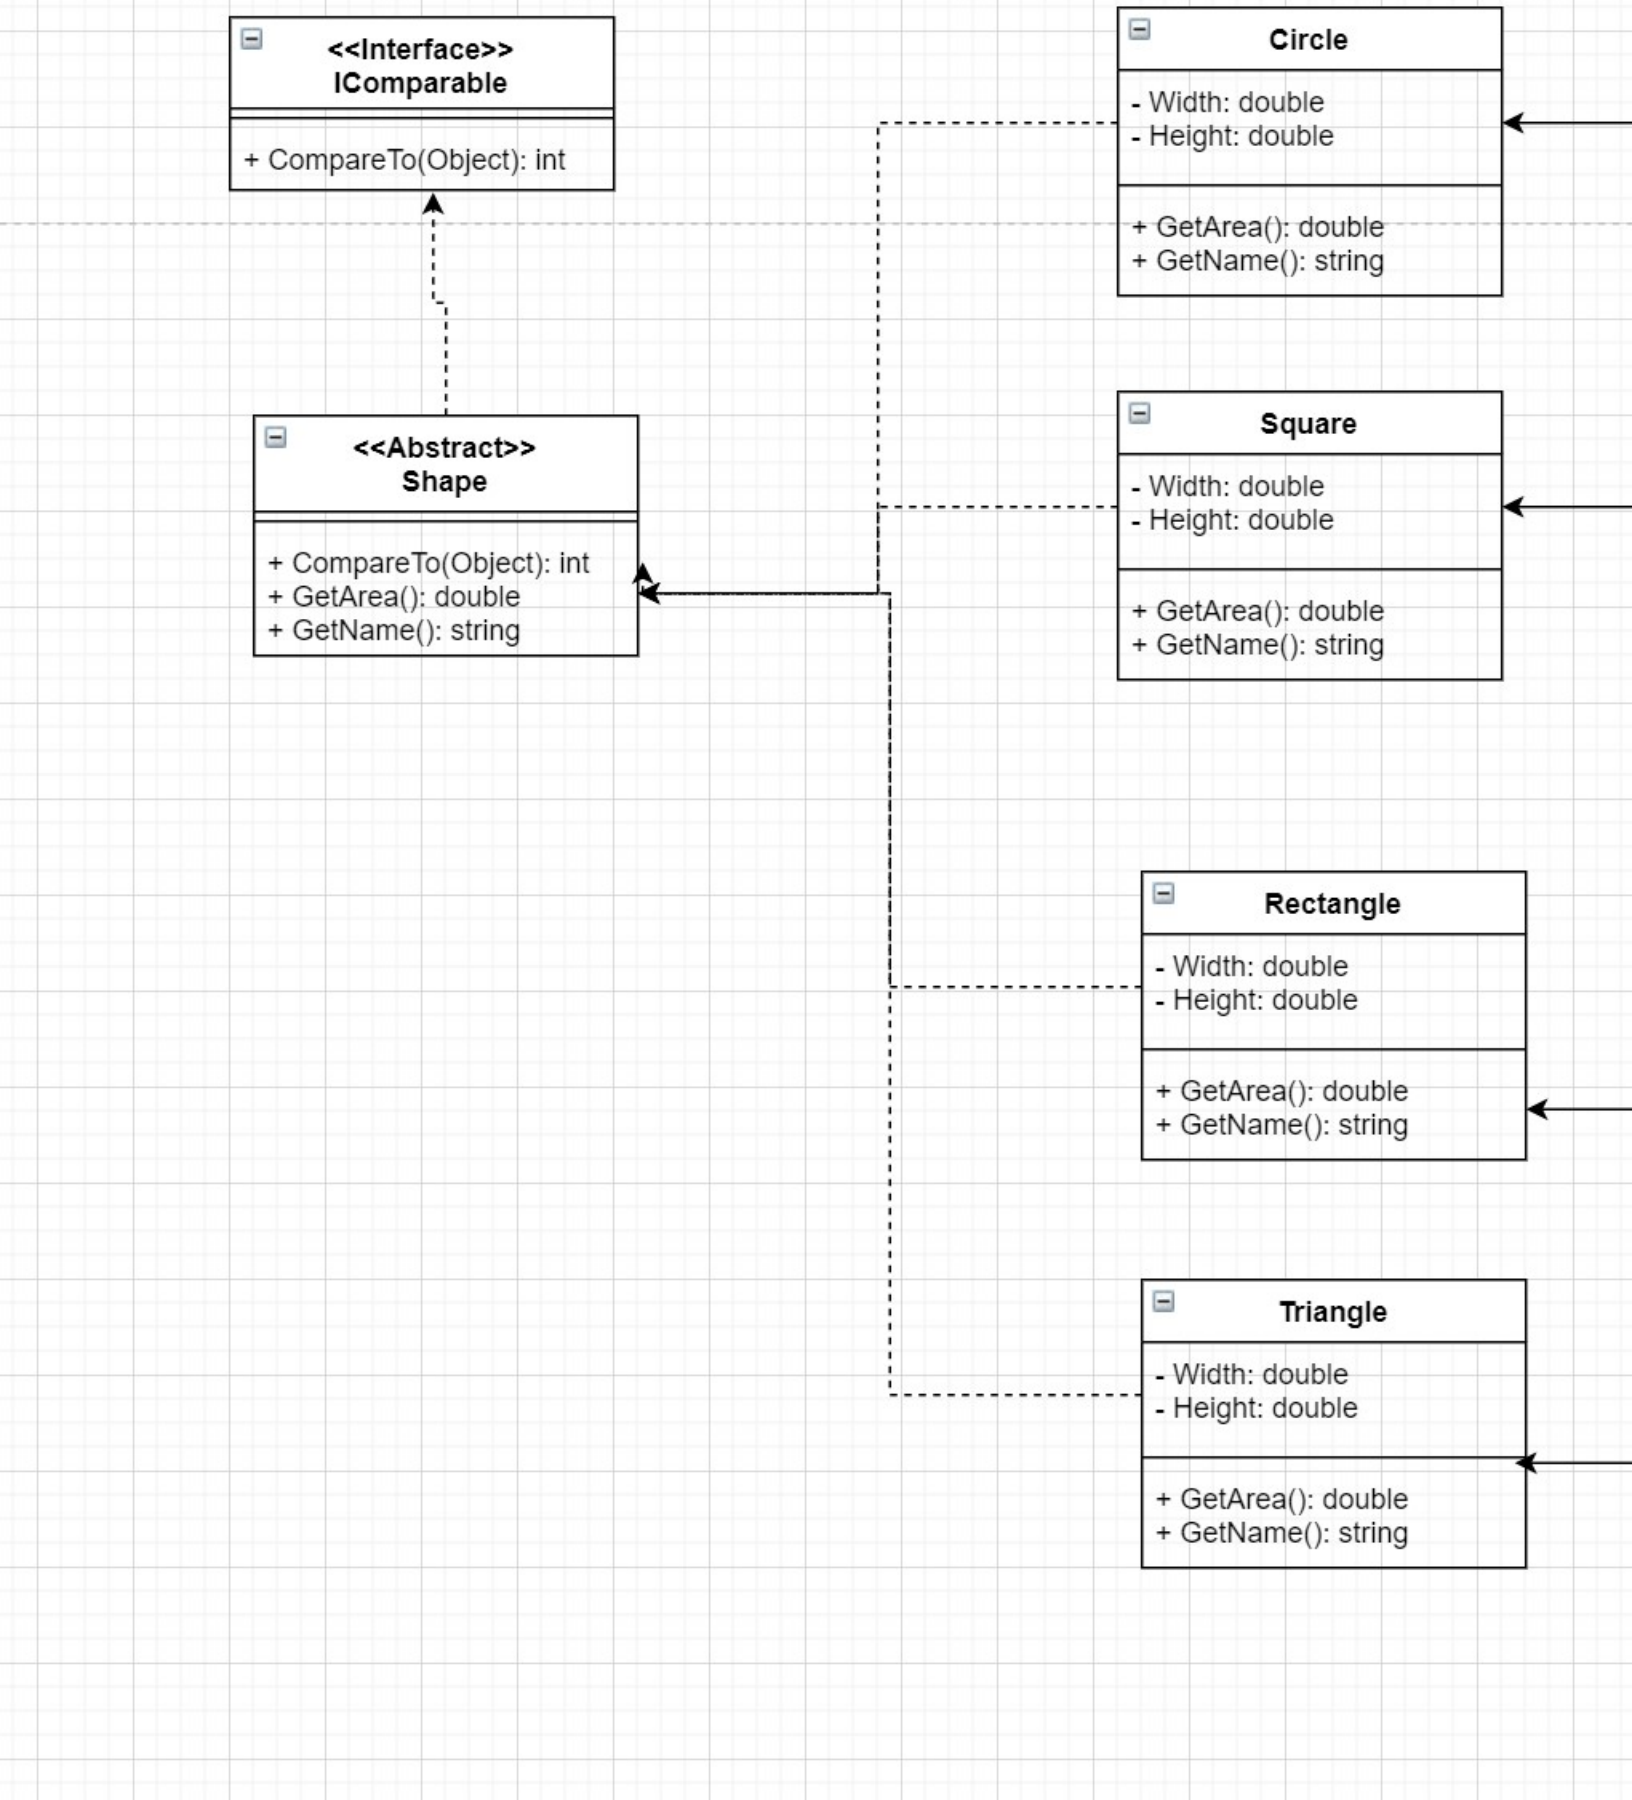 <<Interface>>
IComparable
+ CompareTo(Object): int
<<Abstract>>
Shape
+ CompareTo(Object): int
+ GetArea(): double
+ GetName(): string
Circle
- Width: double
- Height: double
+ GetArea(): double
+ GetName(): string
Square
- Width: double
- Height: double
+ GetArea(): double
+ GetName(): string
Rectangle
- Width: double
- Height: double
+ GetArea(): double
+ GetName(): string
Triangle
- Width: double
- Height: double
+ GetArea(): double
+ GetName(): string